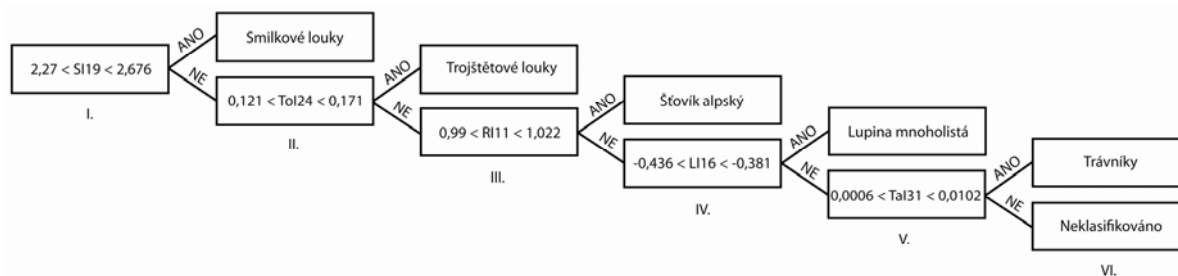 2,27 < SI19 < 2,676
I.
ANO
Smilkové louky
NE
0,121 < ToI24 < 0,171
II.
ANO
Trojštětové louky
NE
0,99 < RI11 < 1,022
III.
ANO
Šťovík alpský
NE
-0,436 < LI16 < -0,381
IV.
ANO
Lupina mnoholistá
NE
0,0006 < TaI31 < 0,0102
V.
ANO
Trávníky
NE
Neklasifikováno
VI.